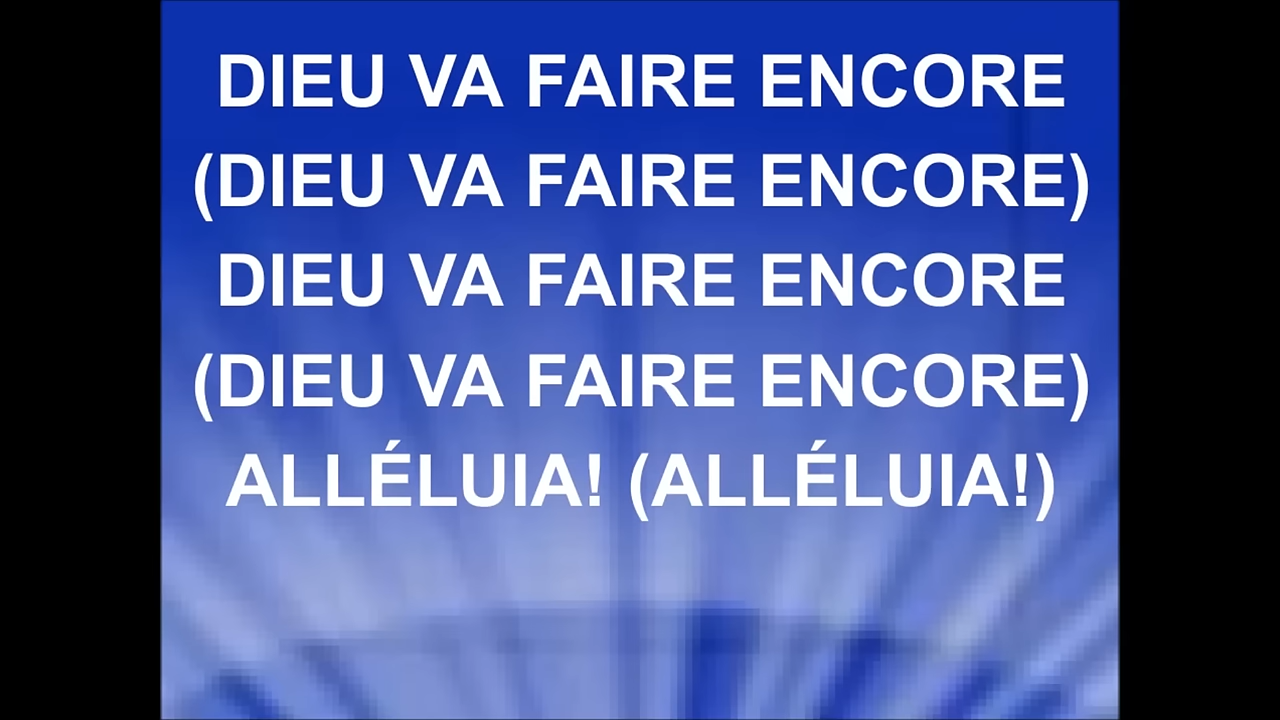 DIEU VA FAIRE ENCORE
(DIEU VA FAIRE ENCORE)
DIEU VA FAIRE ENCORE
(DIEU VA FAIRE ENCORE)
ALLÉLUIA! (ALLÉLUIA!)